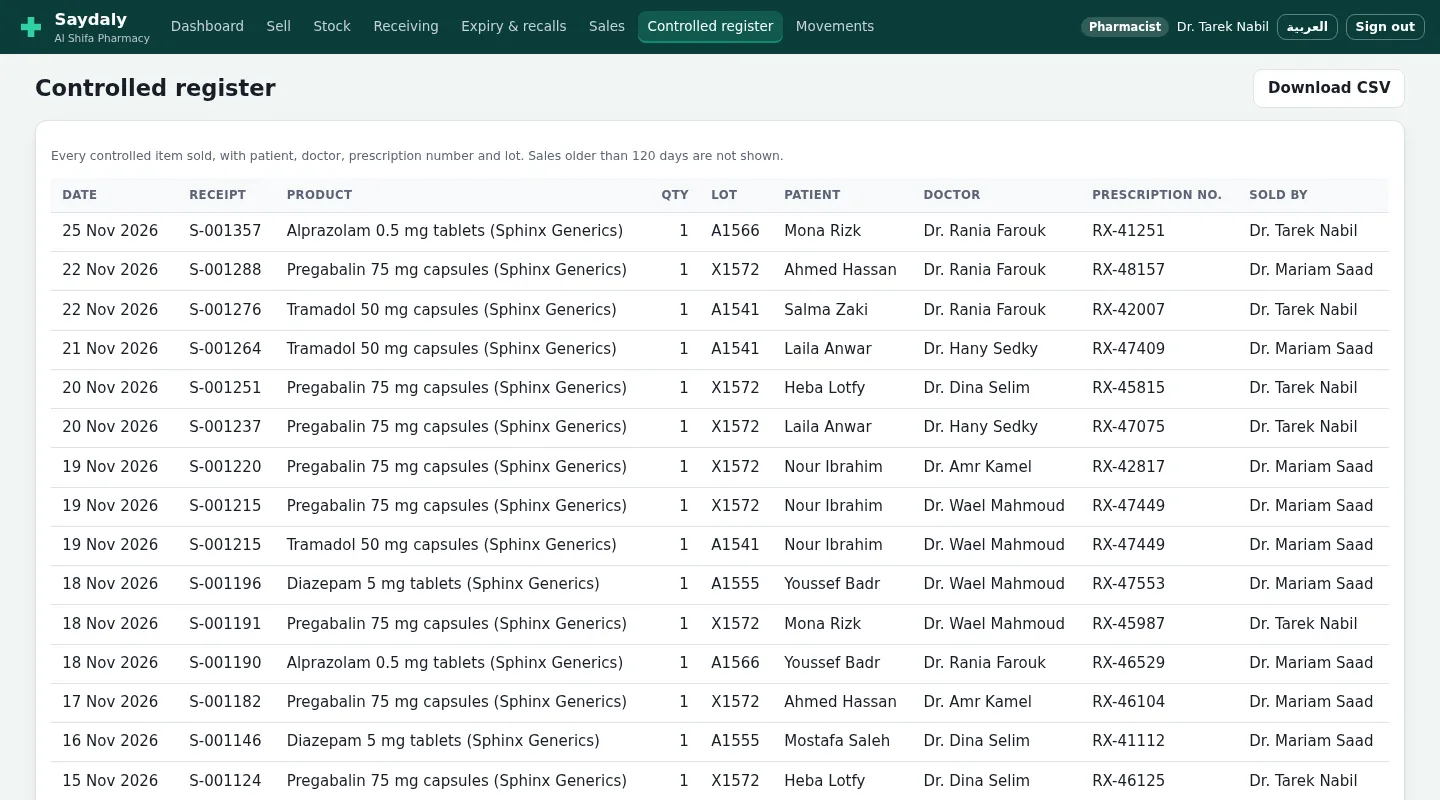 Saydaly
Al Shifa Pharmacy
Dashboard Sell Stock Receiving Expiry & recalls Sales Controlled register Movements
Pharmacist Dr. Tarek Nabil العربية Sign out
Controlled register
Download CSV
Every controlled item sold, with patient, doctor, prescription number and lot. Sales older than 120 days are not shown.
DATE RECEIPT PRODUCT QTY LOT PATIENT DOCTOR PRESCRIPTION NO. SOLD BY
25 Nov 2026 S-001357 Alprazolam 0.5 mg tablets (Sphinx Generics) 1 A1566 Mona Rizk Dr. Rania Farouk RX-41251 Dr. Tarek Nabil
22 Nov 2026 S-001288 Pregabalin 75 mg capsules (Sphinx Generics) 1 X1572 Ahmed Hassan Dr. Rania Farouk RX-48157 Dr. Mariam Saad
22 Nov 2026 S-001276 Tramadol 50 mg capsules (Sphinx Generics) 1 A1541 Salma Zaki Dr. Rania Farouk RX-42007 Dr. Tarek Nabil
21 Nov 2026 S-001264 Tramadol 50 mg capsules (Sphinx Generics) 1 A1541 Laila Anwar Dr. Hany Sedky RX-47409 Dr. Mariam Saad
20 Nov 2026 S-001251 Pregabalin 75 mg capsules (Sphinx Generics) 1 X1572 Heba Lotfy Dr. Dina Selim RX-45815 Dr. Tarek Nabil
20 Nov 2026 S-001237 Pregabalin 75 mg capsules (Sphinx Generics) 1 X1572 Laila Anwar Dr. Hany Sedky RX-47075 Dr. Tarek Nabil
19 Nov 2026 S-001220 Pregabalin 75 mg capsules (Sphinx Generics) 1 X1572 Nour Ibrahim Dr. Amr Kamel RX-42817 Dr. Mariam Saad
19 Nov 2026 S-001215 Pregabalin 75 mg capsules (Sphinx Generics) 1 X1572 Nour Ibrahim Dr. Wael Mahmoud RX-47449 Dr. Mariam Saad
19 Nov 2026 S-001215 Tramadol 50 mg capsules (Sphinx Generics) 1 A1541 Nour Ibrahim Dr. Wael Mahmoud RX-47449 Dr. Mariam Saad
18 Nov 2026 S-001196 Diazepam 5 mg tablets (Sphinx Generics) 1 A1555 Youssef Badr Dr. Wael Mahmoud RX-47553 Dr. Mariam Saad
18 Nov 2026 S-001191 Pregabalin 75 mg capsules (Sphinx Generics) 1 X1572 Mona Rizk Dr. Wael Mahmoud RX-45987 Dr. Tarek Nabil
18 Nov 2026 S-001190 Alprazolam 0.5 mg tablets (Sphinx Generics) 1 A1566 Youssef Badr Dr. Rania Farouk RX-46529 Dr. Mariam Saad
17 Nov 2026 S-001182 Pregabalin 75 mg capsules (Sphinx Generics) 1 X1572 Ahmed Hassan Dr. Amr Kamel RX-46104 Dr. Mariam Saad
16 Nov 2026 S-001146 Diazepam 5 mg tablets (Sphinx Generics) 1 A1555 Mostafa Saleh Dr. Dina Selim RX-41112 Dr. Mariam Saad
15 Nov 2026 S-001124 Pregabalin 75 mg capsules (Sphinx Generics) 1 X1572 Heba Lotfy Dr. Dina Selim RX-46125 Dr. Tarek Nabil